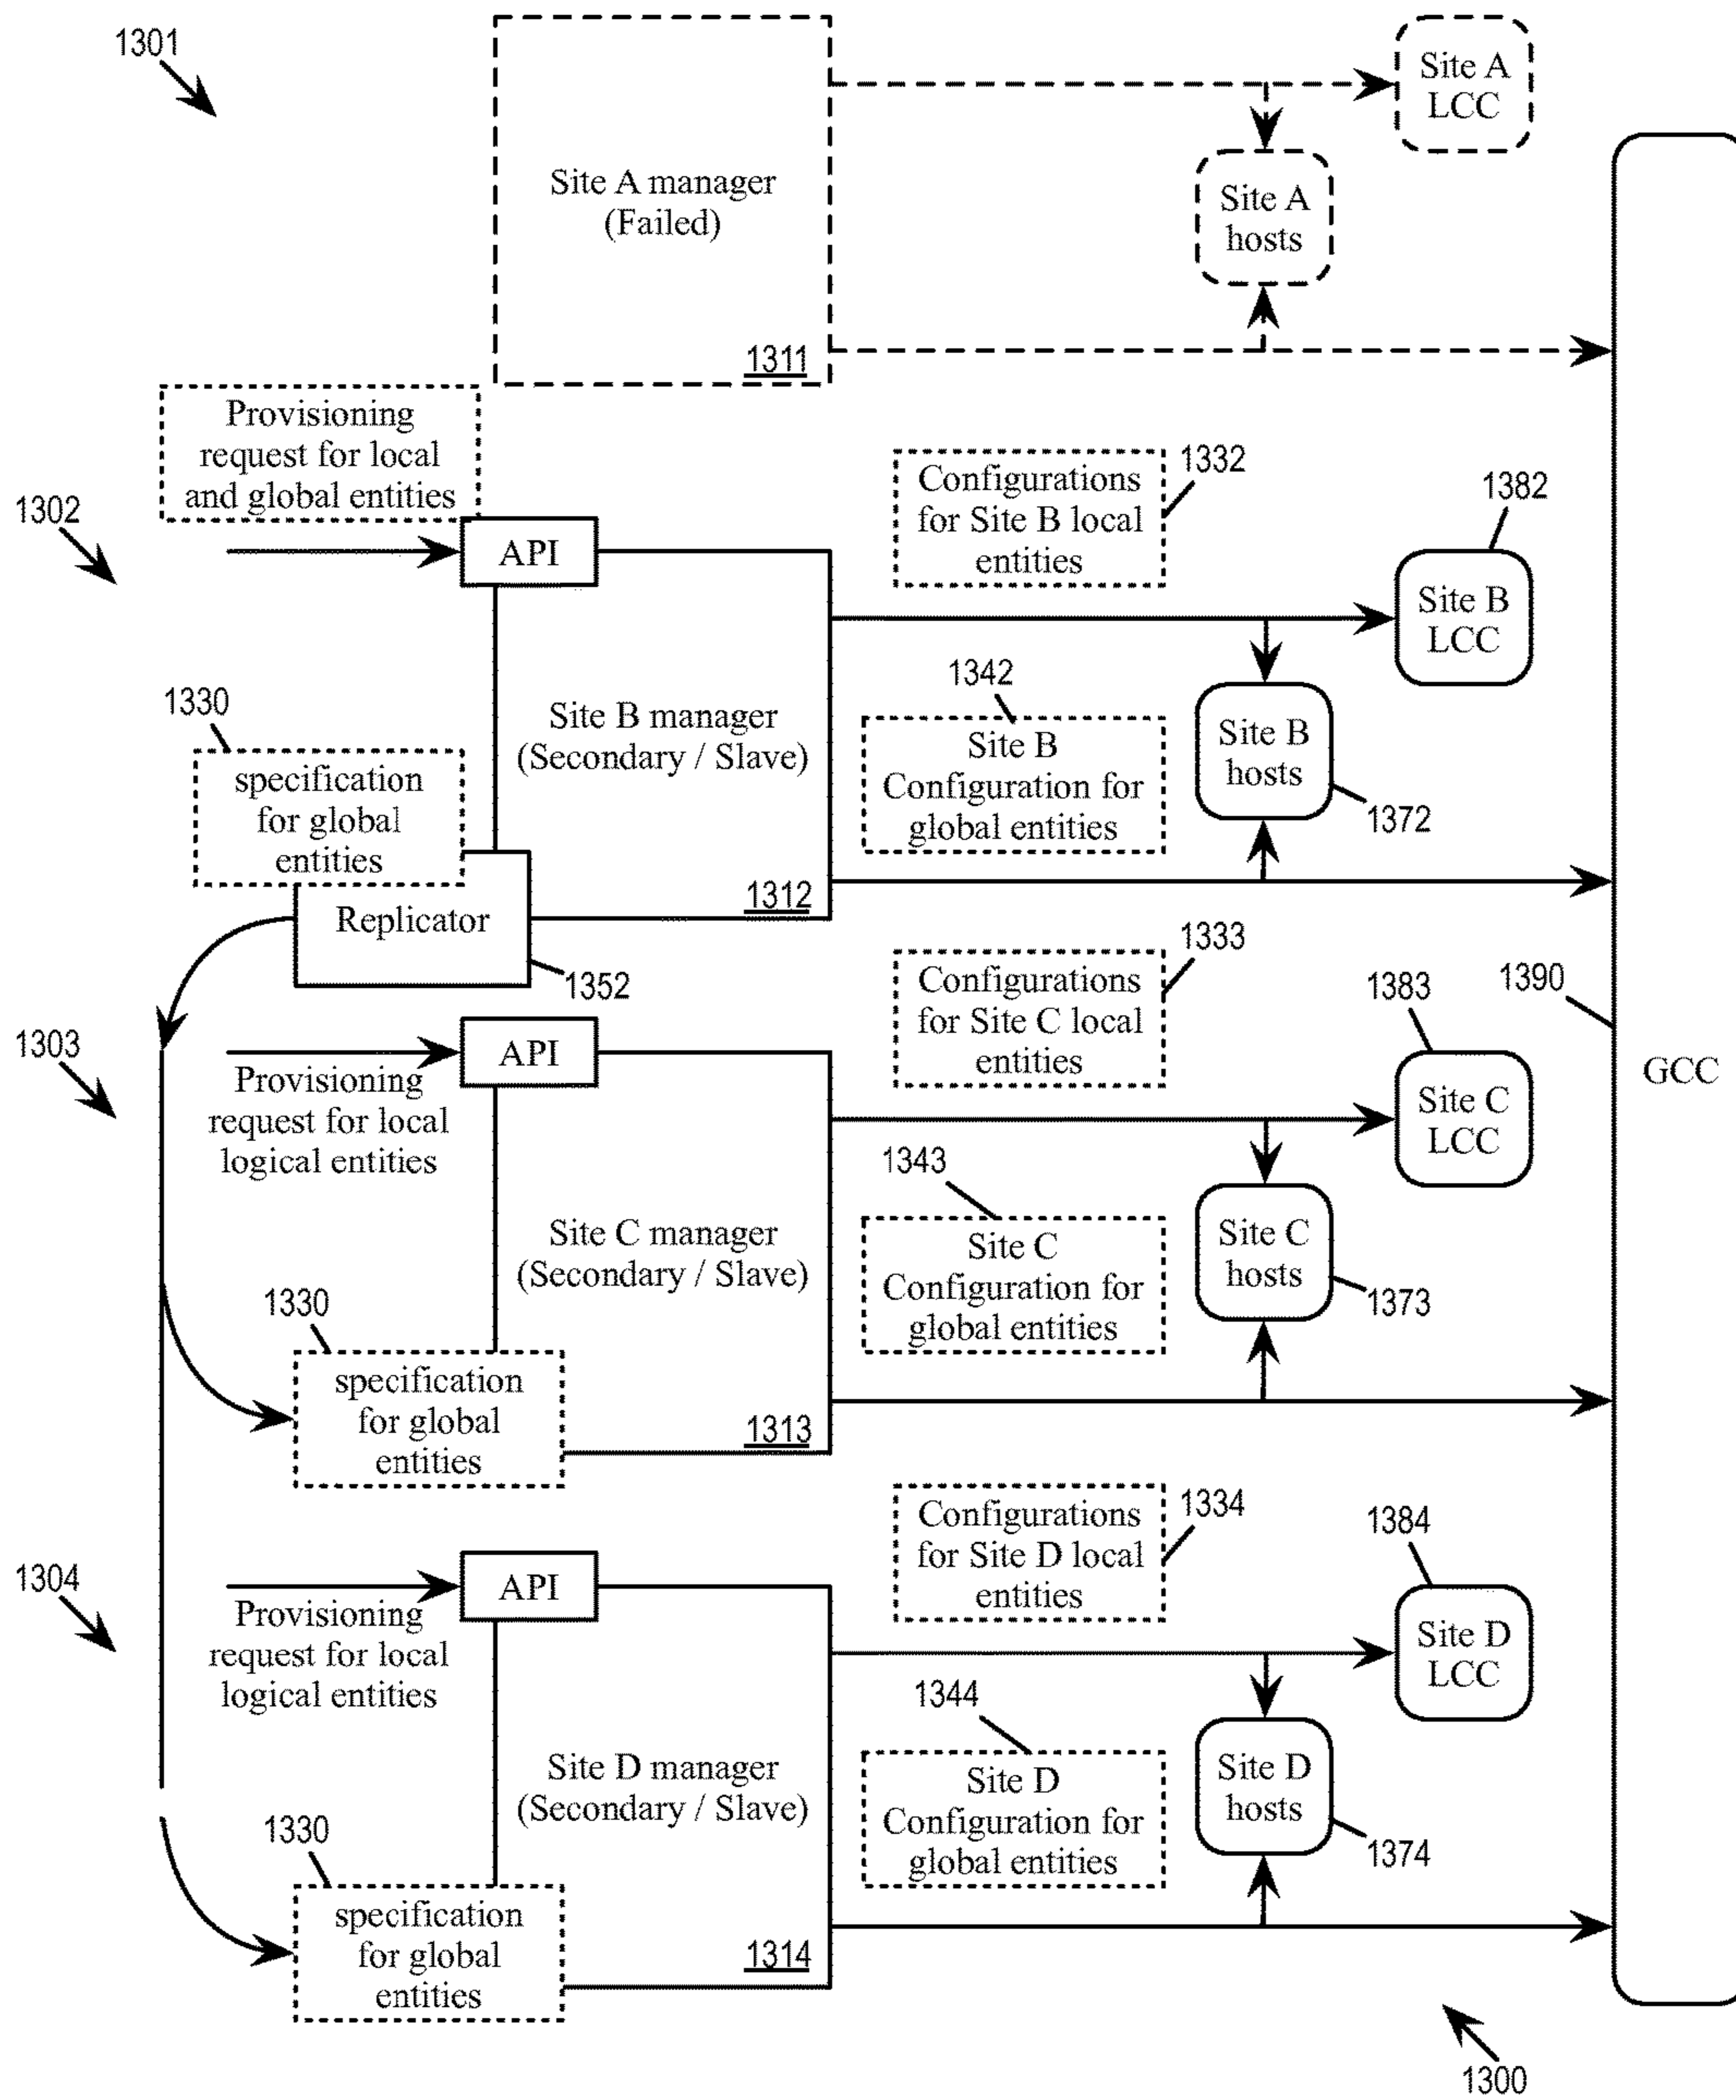 1301
Site A manager
(Failed)
1311
Site A
LCC
Site A
hosts
Provisioning
request for local
and global entities
1302
API
Configurations
for Site B local
entities
1332
1382
Site B
LCC
1342
Site B
Configuration for
global entities
Site B
hosts
1372
Site B manager
(Secondary / Slave)
1330
specification
for global
entities
1312
Replicator
1352
1303
API
Provisioning
request for local
logical entities
Configurations
for Site C local
entities
1333
1383
Site C
LCC
1390
GCC
1343
Site C
Configuration for
global entities
Site C
hosts
1373
Site C manager
(Secondary / Slave)
1330
specification
for global
entities
1313
1304
API
Provisioning
request for local
logical entities
Configurations
for Site D local
entities
1334
1384
Site D
LCC
1344
Site D
Configuration for
global entities
Site D
hosts
1374
Site D manager
(Secondary / Slave)
1330
specification
for global
entities
1314
1300